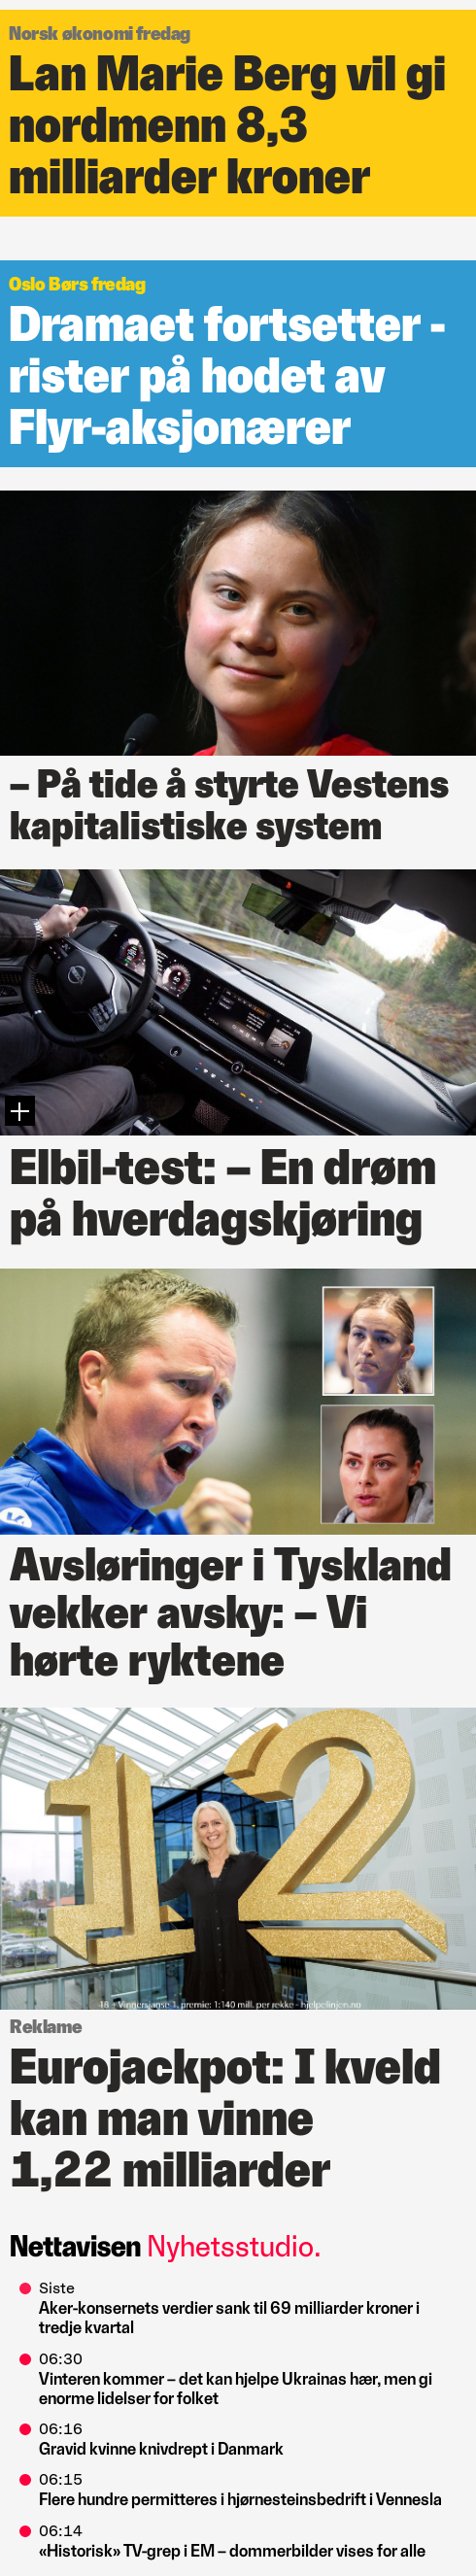 Norsk økonomi fredag
Lan Marie Berg vil gi
nordmenn 8,3
milliarder kroner
Oslo Børs fredag
Dramaet fortsetter -
rister på hodet av
Flyr-aksjonærer
– På tide å styrte Vestens
kapitalistiske system
Elbil-test: – En drøm
på hverdagskjøring
Avsløringer i Tyskland
vekker avsky: – Vi
hørte ryktene
12
18 + Vinnersjanse 1. premie: 1:140 mill. per rekke - hjelpelinjen.no
Reklame
Eurojackpot: I kveld
kan man vinne
1,22 milliarder
Nettavisen Nyhetsstudio.
Siste
Aker-konsernets verdier sank til 69 milliarder kroner i
tredje kvartal
06:30
Vinteren kommer – det kan hjelpe Ukrainas hær, men gi
enorme lidelser for folket
06:16
Gravid kvinne knivdrept i Danmark
06:15
Flere hundre permitteres i hjørnesteinsbedrift i Vennesla
06:14
«Historisk» TV-grep i EM – dommerbilder vises for alle